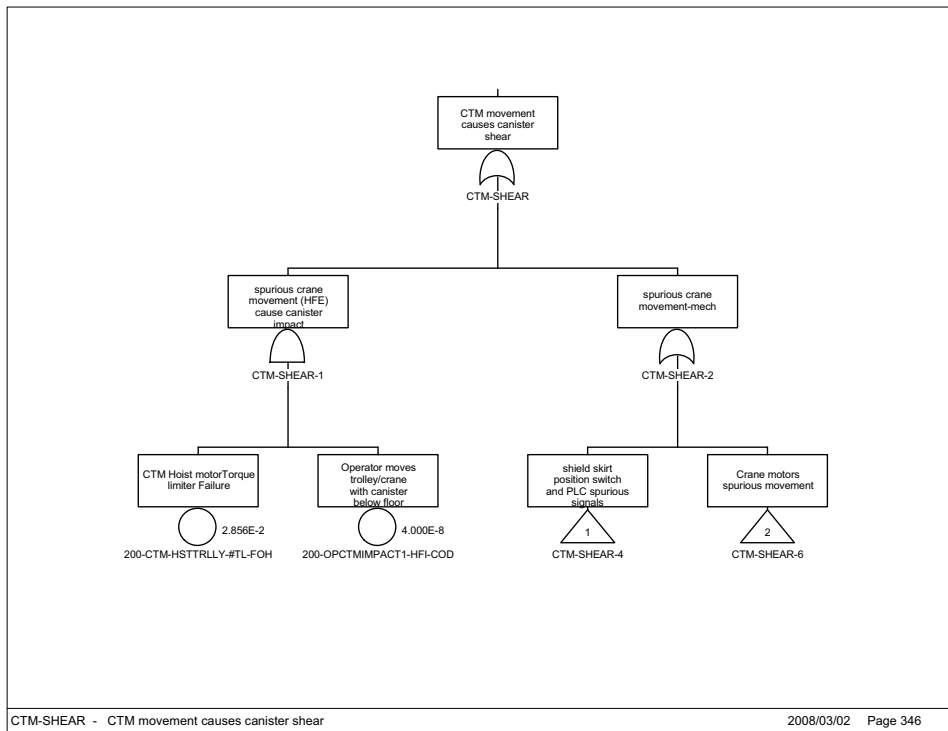 CTM movement
causes canister
shear
CTM-SHEAR
spurious crane
movement (HFE)
cause canister
impact
CTM-SHEAR-1
spurious crane
movement-mech
CTM-SHEAR-2
CTM Hoist motorTorque
limiter Failure
2.856E-2
200-CTM-HSTTRLLY-#TL-FOH
Operator moves
trolley/crane
with canister
below floor
4.000E-8
200-OPCTMIMPACT1-HFI-COD
shield skirt
position switch
and PLC spurious
signals
1
CTM-SHEAR-4
Crane motors
spurious movement
2
CTM-SHEAR-6
CTM-SHEAR - CTM movement causes canister shear
2008/03/02 Page 346